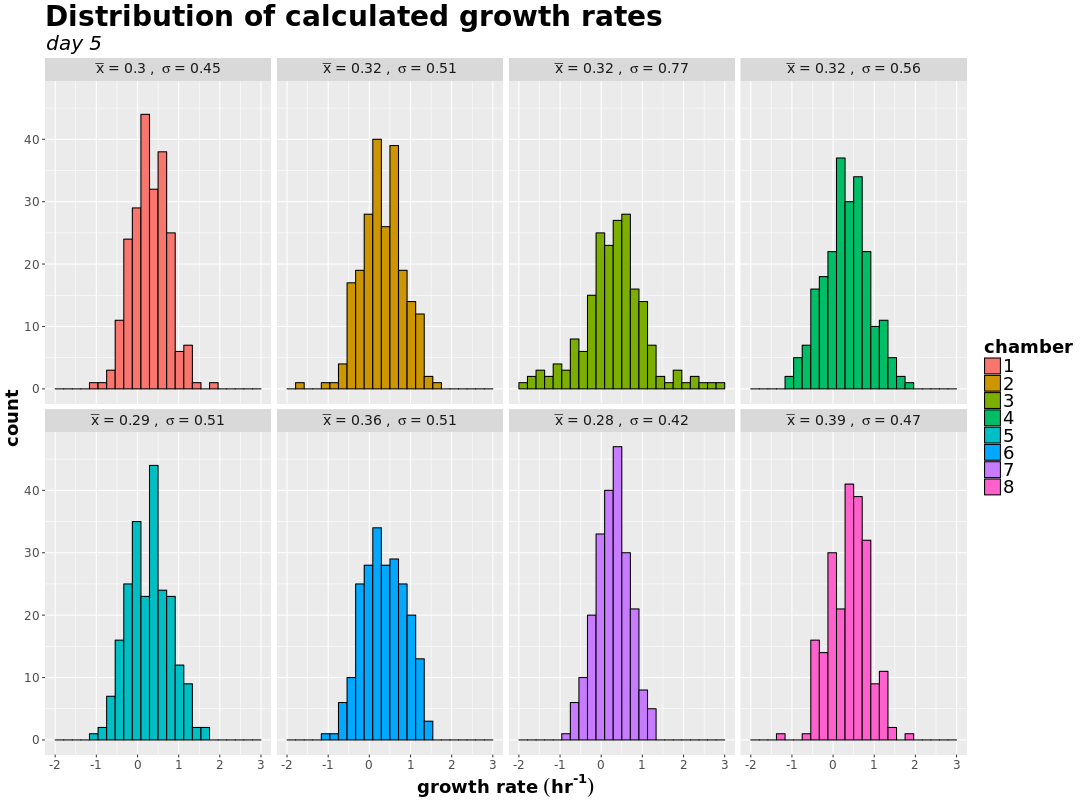 Distribution of calculated growth rates
day 5
x̅ = 0.3 , σ = 0.45
x̅ = 0.32 , σ = 0.51
x̅ = 0.32 , σ = 0.77
x̅ = 0.32 , σ = 0.56
40
30
20
10
0
x̅ = 0.29 , σ = 0.51
x̅ = 0.36 , σ = 0.51
x̅ = 0.28 , σ = 0.42
x̅ = 0.39 , σ = 0.47
40
30
20
10
0
-2 -1 0 1 2 3
-2 -1 0 1 2 3
-2 -1 0 1 2 3
-2 -1 0 1 2 3
count
growth rate (hr⁻¹)
chamber
1
2
3
4
5
6
7
8